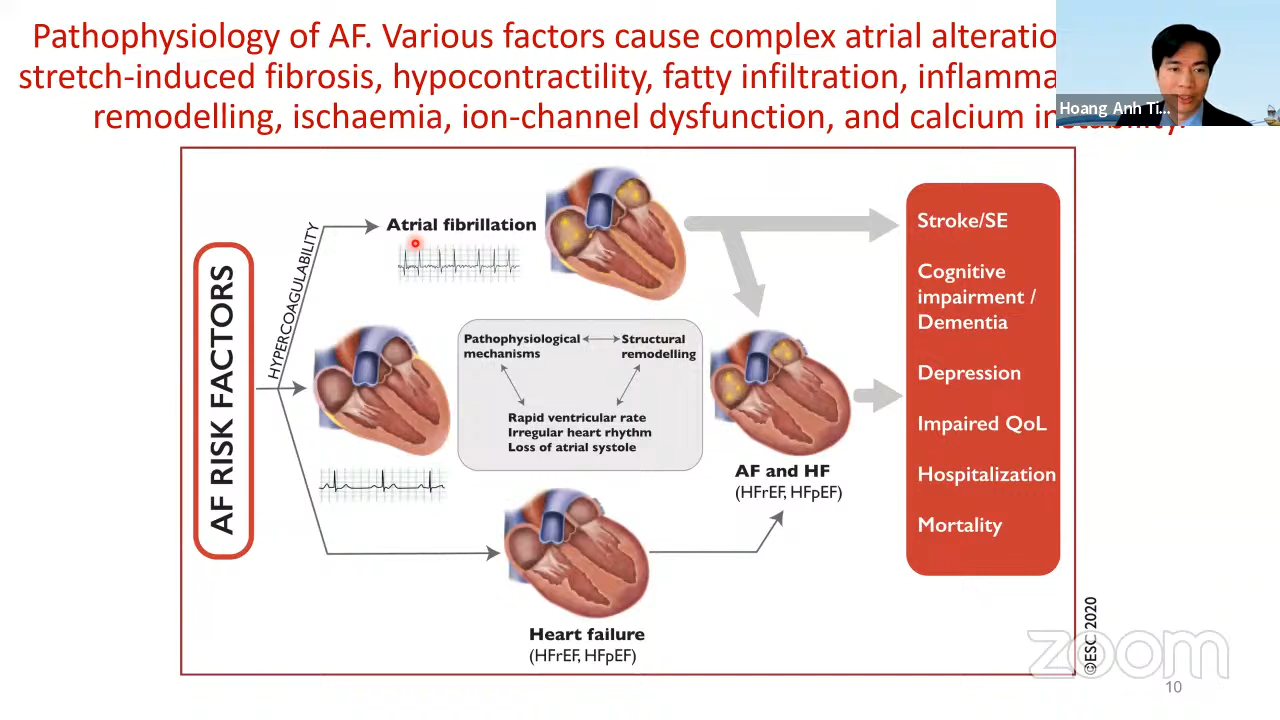 Pathophysiology of AF. Various factors cause complex atrial alteratio
stretch-induced fibrosis, hypocontractility, fatty infiltration, inflamma
remodelling, ischaemia, ion-channel dysfunction, and calcium instability.
Hoang Anh Ti...
AF RISK FACTORS
HYPERCOAGULABILITY
Atrial fibrillation
Pathophysiological
mechanisms
Structural
remodelling
Rapid ventricular rate
Irregular heart rhythm
Loss of atrial systole
AF and HF
(HFrEF, HFpEF)
Heart failure
(HFrEF, HFpEF)
Stroke/SE
Cognitive
impairment /
Dementia
Depression
Impaired QoL
Hospitalization
Mortality
©ESC 2020
zoom
10